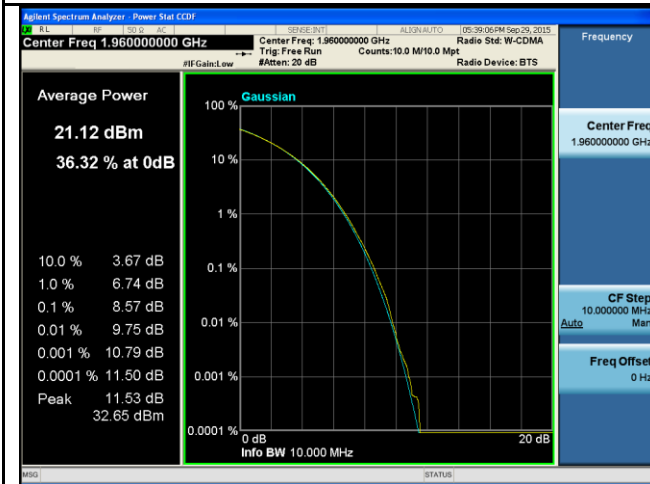 Agilent Spectrum Analyzer - Power Stat CCDF
RL RF 50 Ω AC SENSE:INT ALIGN AUTO 05:39:06 PM Sep 29, 2015
Center Freq 1.960000000 GHz
Center Freq: 1.960000000 GHz Radio Std: W-CDMA
Trig: Free Run Counts:10.0 M/10.0 Mpt
#IFGain:Low #Atten: 20 dB Radio Device: BTS
Frequency
Average Power
21.12 dBm
36.32 % at 0dB
10.0 % 3.67 dB
1.0 % 6.74 dB
0.1 % 8.57 dB
0.01 % 9.75 dB
0.001 % 10.79 dB
0.0001 % 11.50 dB
Peak 11.53 dB
32.65 dBm
Gaussian
100 %
10 %
1 %
0.1 %
0.01 %
0.001 %
0.0001 %
0 dB 20 dB
Info BW 10.000 MHz
Center Freq
1.960000000 GHz
CF Step
10.000000 MHz
Auto Man
Freq Offset
0 Hz
MSG STATUS